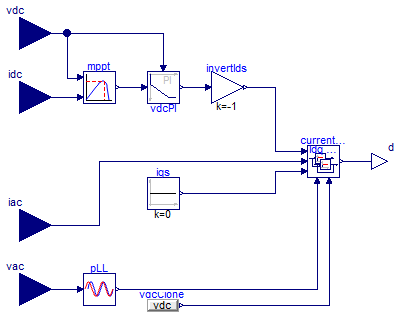 vdc
idc
mppt
PI
vdcPI
invertIds
k=-1
current...
Idq ...
d
iqs
k=0
iac
vac
pLL
vdcClone
vdc